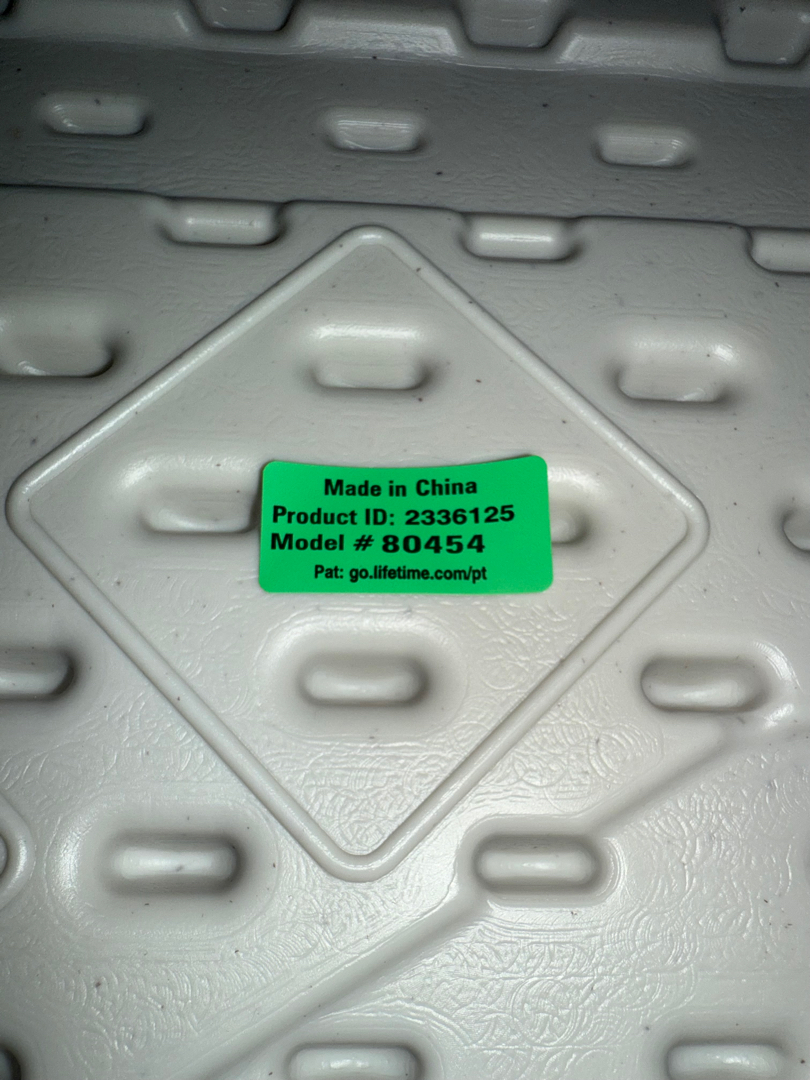 Made in China
Product ID: 2336125
Model # 80454
Pat: go.lifetime.com/pt